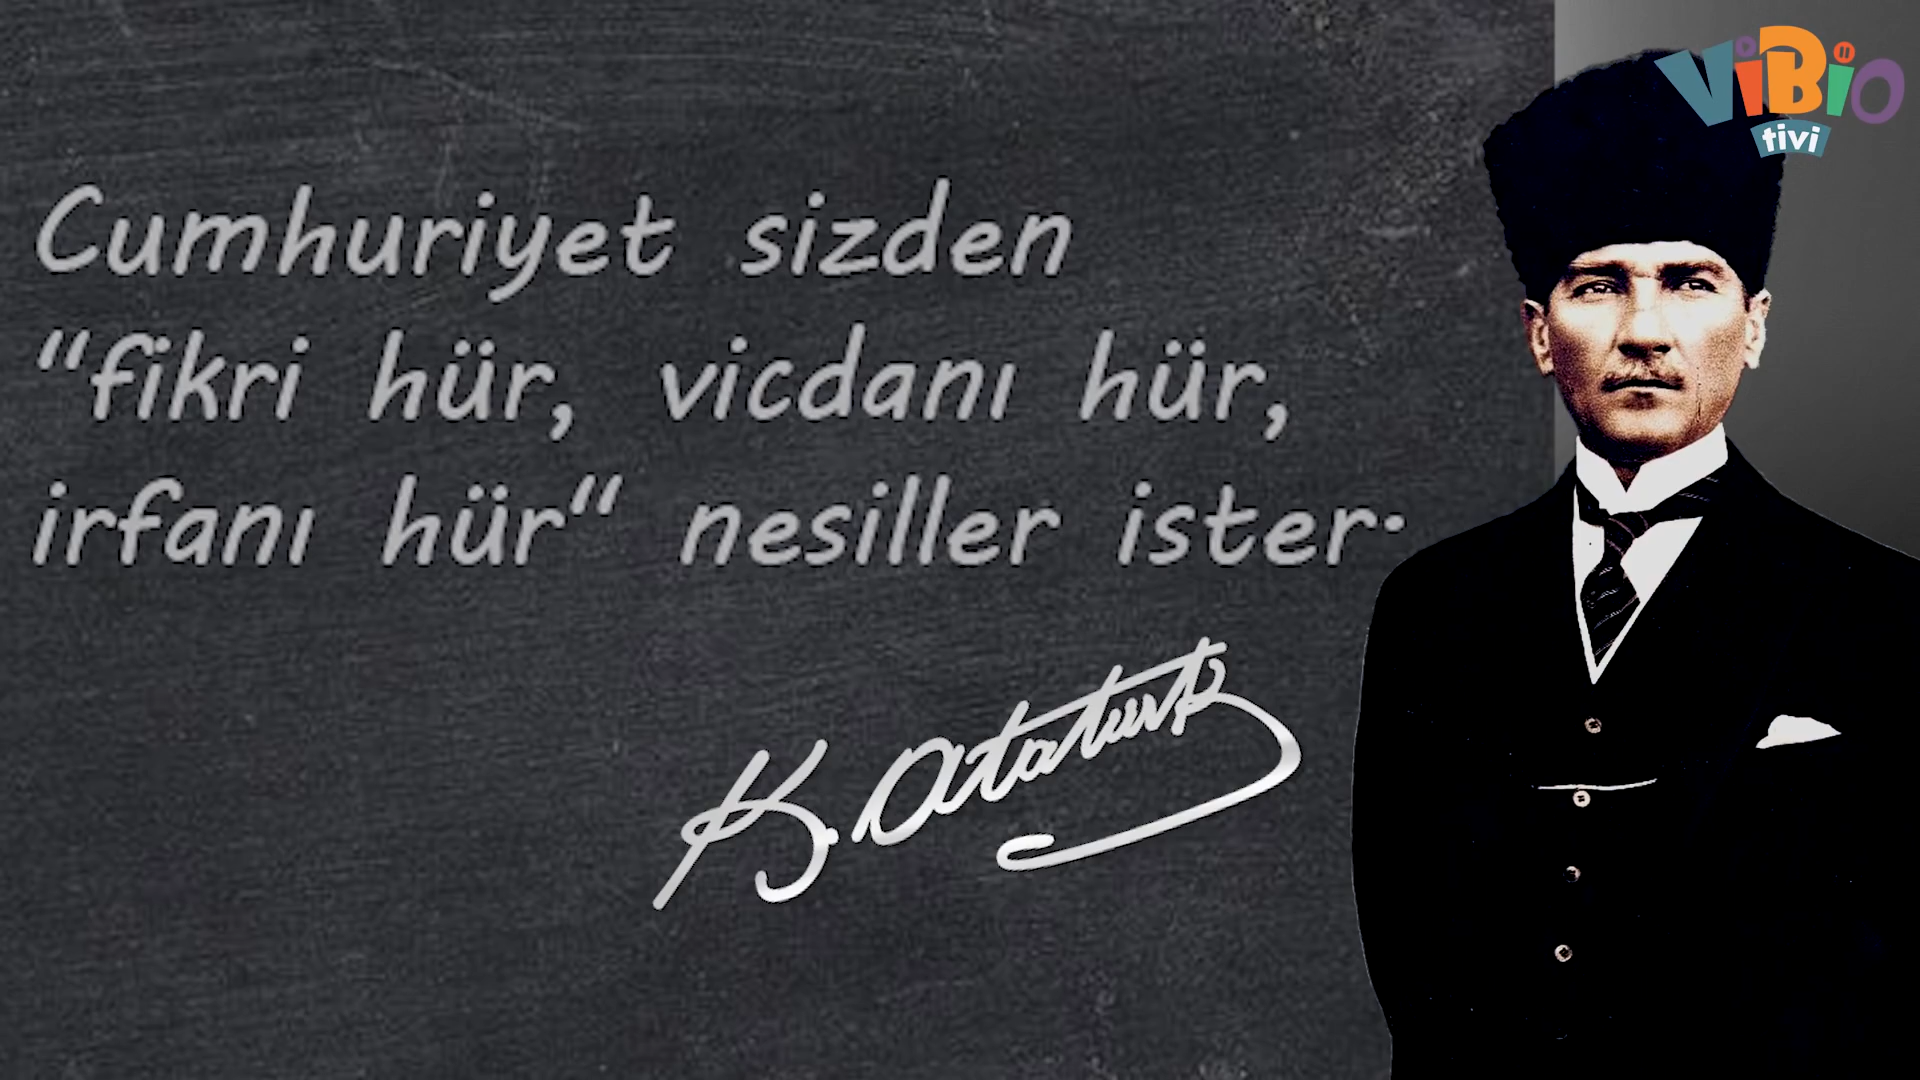 ViBiO
tivi
Cumhuriyet sizden
“fikri hür, vicdanı hür,
irfanı hür“ nesiller ister.
K. Atatürk